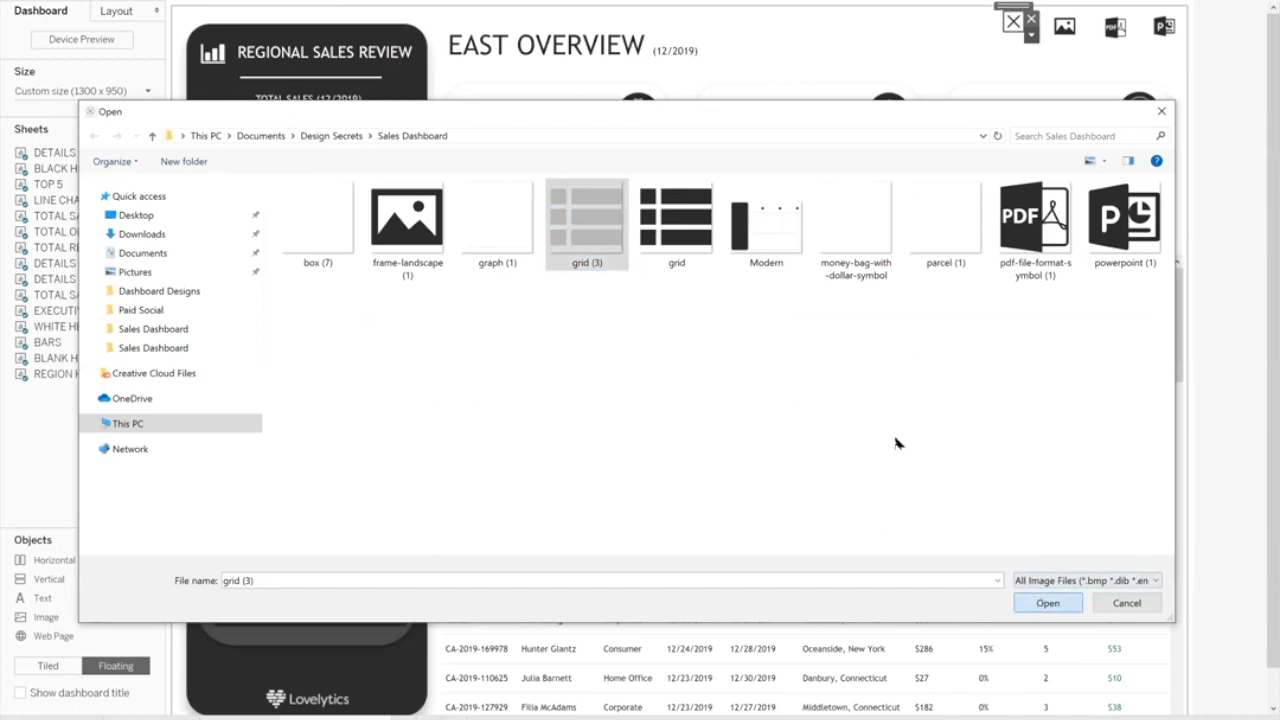 Dashboard
Layout
Device Preview
Size
Custom size (1300 x 950)
Sheets
DETAILS
BLACK H
TOP 5
LINE CHA
TOTAL SA
TOTAL O
TOTAL RE
DETAILS
DETAILS
TOTAL SA
EXECUTI
WHITE HE
BARS
BLANK H
REGION K
Objects
Horizontal
Vertical
Text
Image
Web Page
Tiled
Floating
Show dashboard title
REGIONAL SALES REVIEW
TOTAL SALES (12/2019)
EAST OVERVIEW (12/2019)
Open
This PC > Documents > Design Secrets > Sales Dashboard
Search Sales Dashboard
Organize
New folder
Quick access
Desktop
Downloads
Documents
Pictures
Dashboard Designs
Paid Social
Sales Dashboard
Sales Dashboard
Creative Cloud Files
OneDrive
This PC
Network
box (7)
frame-landscape
(1)
graph (1)
grid (3)
grid
Modern
money-bag-with
-dollar-symbol
parcel (1)
PDF
pdf-file-format-s
ymbol (1)
P
powerpoint (1)
File name: grid (3)
All Image Files (*.bmp *.dib *.en
Open
Cancel
CA-2019-169978 Hunter Glantz Consumer 12/24/2019 12/28/2019 Oceanside, New York $286 15% 5 $53
CA-2019-110625 Julia Barnett Home Office 12/23/2019 12/30/2019 Danbury, Connecticut $27 0% 2 $10
CA-2019-127929 Filia McAdams Corporate 12/23/2019 12/27/2019 Middletown, Connecticut $182 0% 3 $38
Lovelytics